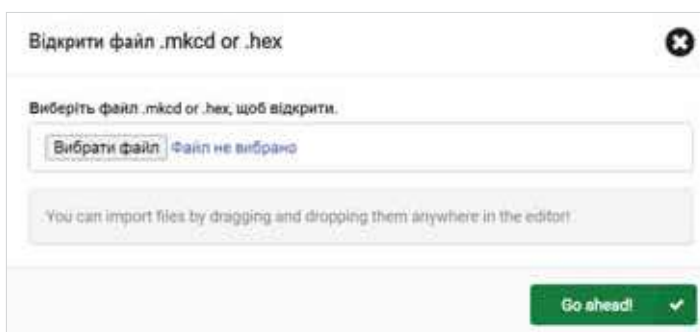 Відкрити файл .mkcd or .hex
Виберіть файл .mkcd or .hex, щоб відкрити.
Вибрати файл Файл не вибрано
You can import files by dragging and dropping them anywhere in the editor!
Go ahead!